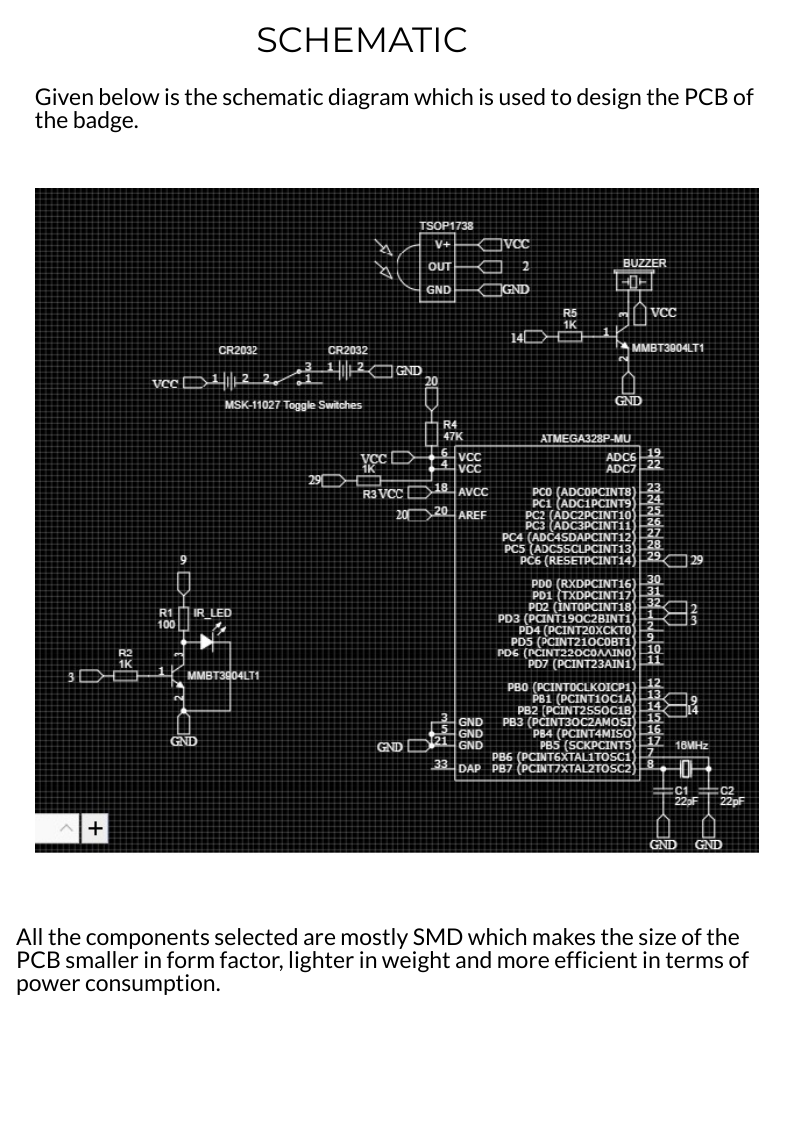 SCHEMATIC
Given below is the schematic diagram which is used to design the PCB of
the badge.
TSOP1738
V+ VCC
OUT 2
GND GND
BUZZER
VCC
3
R5
1K
14 1
MMBT3904LT1
2
GND
CR2032 CR2032
VCC 1 2 2 3 1 1 2 GND
MSK-11027 Toggle Switches
20
R4
47K
ATMEGA328P-MU
VCC 6 VCC ADC6 19
4 VCC ADC7 22
1K
29
R3 VCC 18 AVCC PC0 (ADC0PCINT8) 23
PC1 (ADC1PCINT9) 24
20 20 AREF PC2 (ADC2PCINT10) 25
PC3 (ADC3PCINT11) 26
PC4 (ADC4SDAPCINT12) 27
PC5 (ADC5SCLPCINT13) 28
PC6 (RESETPCINT14) 29 29
PD0 (RXDPCINT16) 30
PD1 (TXDPCINT17) 31
PD2 (INT0PCINT18) 32 2
PD3 (PCINT19OC2BINT1) 1 3
PD4 (PCINT20XCKT0) 2
PD5 (PCINT21OC0BT1) 9
PD6 (PCINT22OC0AAIN0) 10
PD7 (PCINT23AIN1) 11
PB0 (PCINT0CLKOICP1) 12
PB1 (PCINT1OC1A) 13 9
PB2 (PCINT2SSOC1B) 14 14
3 GND PB3 (PCINT3OC2AMOSI) 15
5 GND PB4 (PCINT4MISO) 16
GND 21 GND PB5 (SCKPCINT5) 17
PB6 (PCINT6XTAL1TOSC1) 7
33 DAP PB7 (PCINT7XTAL2TOSC2) 8
16MHz
C1 C2
22pF 22pF
GND GND
9
R1 IR_LED
100
R2
1K
3
3 1 MMBT3904LT1
2
GND
+
All the components selected are mostly SMD which makes the size of the
PCB smaller in form factor, lighter in weight and more efficient in terms of
power consumption.